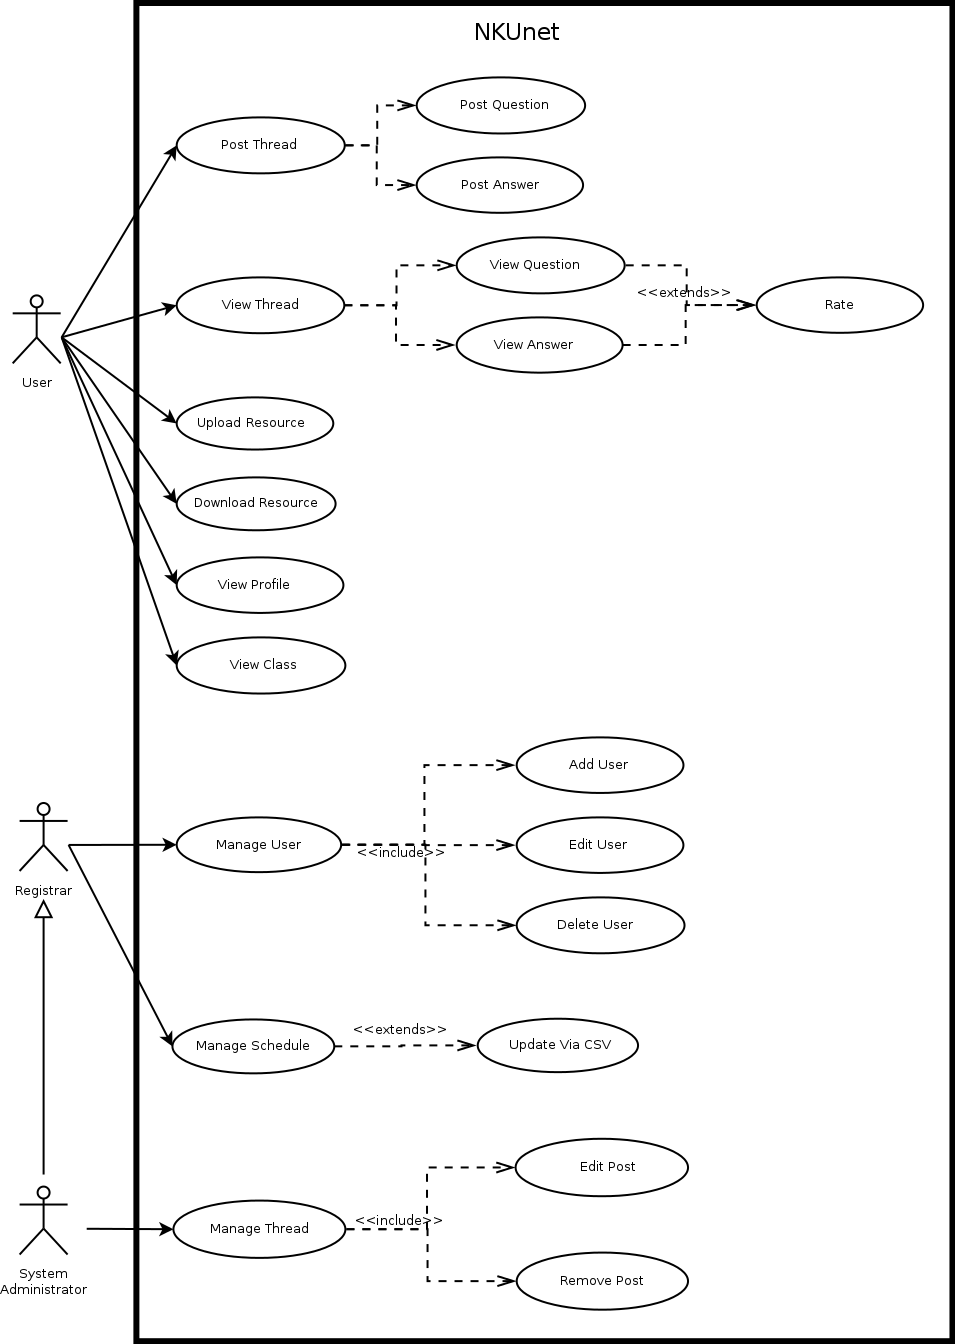 NKUnet
Post Question
Post Thread
Post Answer
View Question
<<extends>>
View Thread
Rate
View Answer
User
Upload Resource
Download Resource
View Profile
View Class
Add User
Manage User
<<include>>
Edit User
Registrar
Delete User
<<extends>>
Manage Schedule
Update Via CSV
Edit Post
<<include>>
Manage Thread
System
Administrator
Remove Post